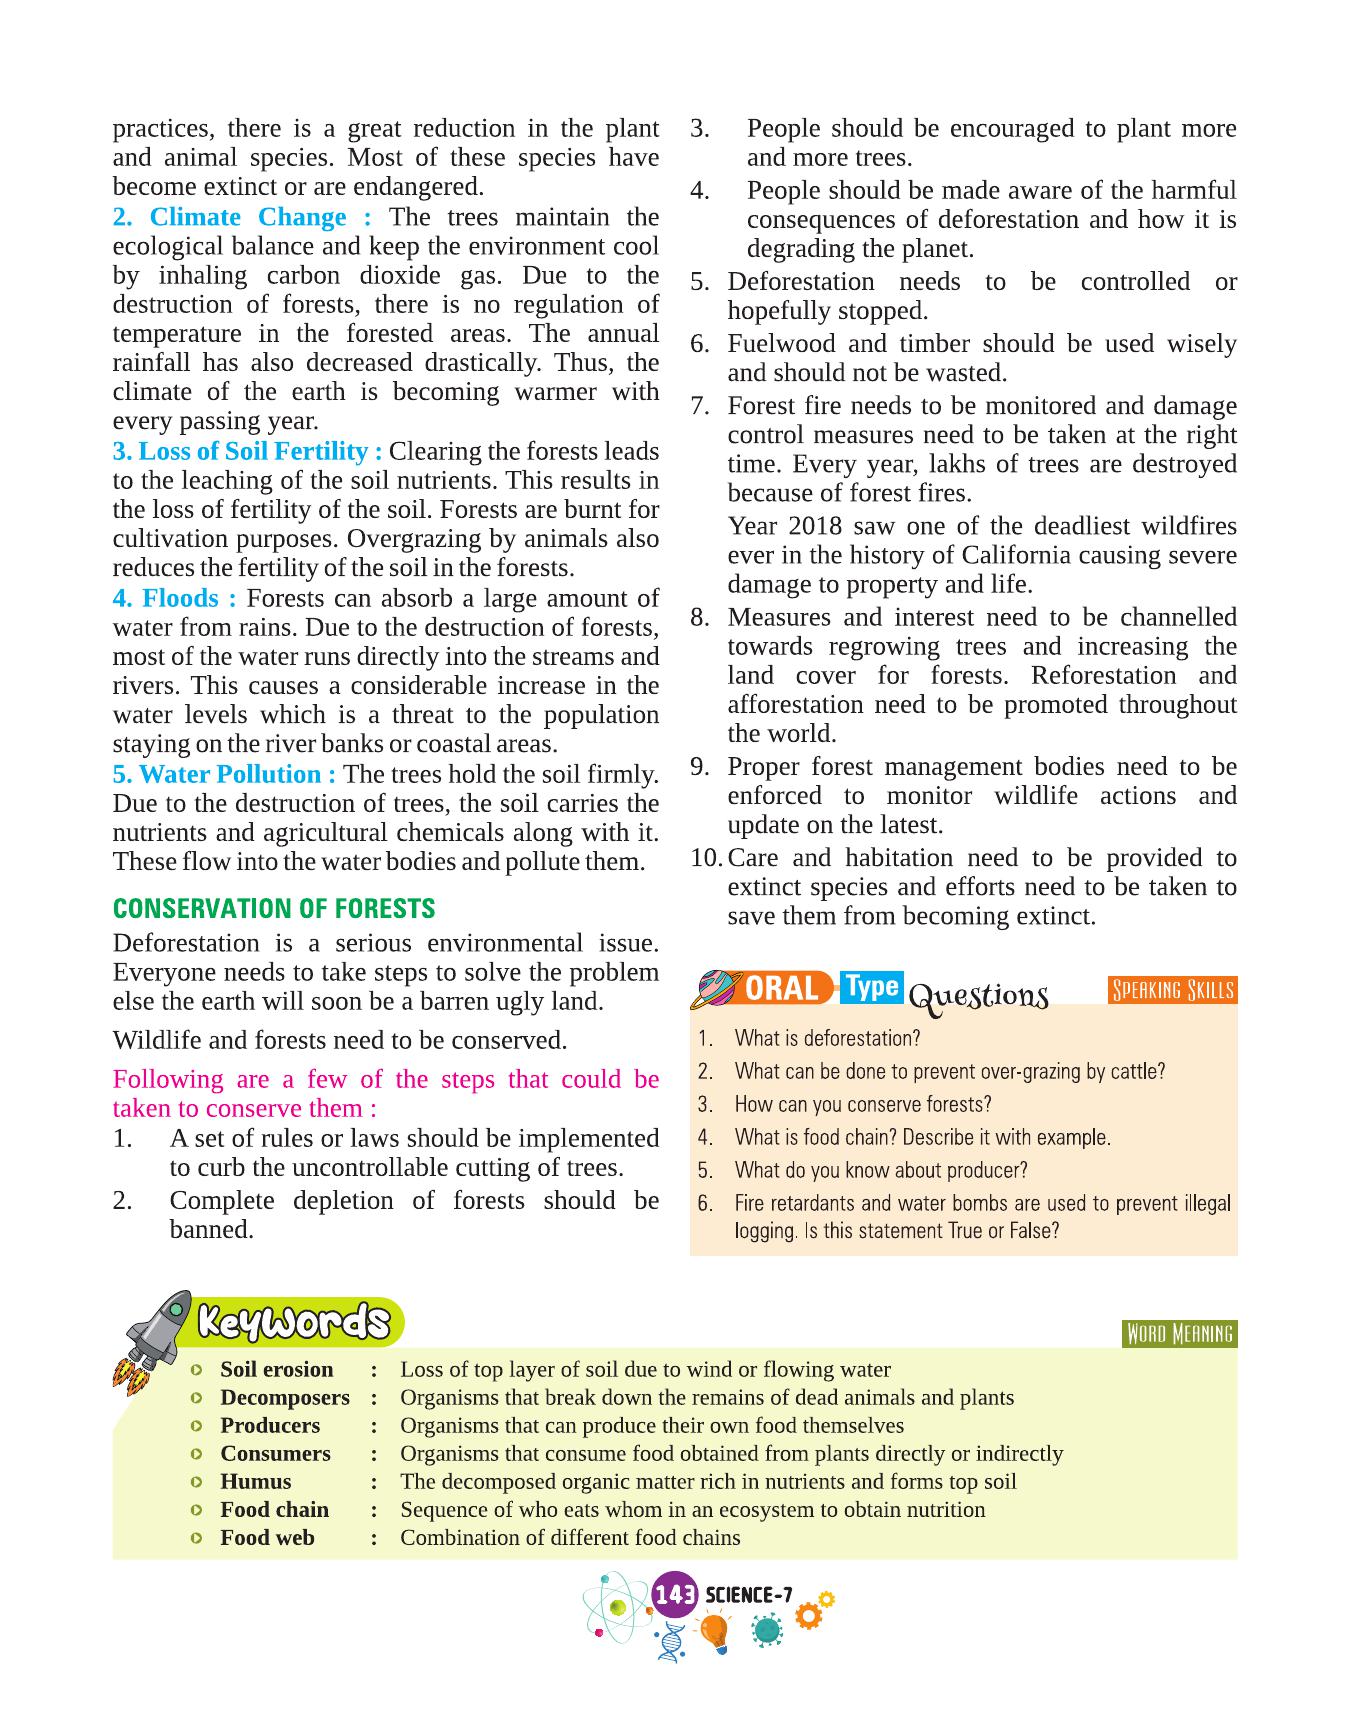 practices, there is a great reduction in the plant
and animal species. Most of these species have
become extinct or are endangered.
2. Climate Change : The trees maintain the
ecological balance and keep the environment cool
by inhaling carbon dioxide gas. Due to the
destruction of forests, there is no regulation of
temperature in the forested areas. The annual
rainfall has also decreased drastically. Thus, the
climate of the earth is becoming warmer with
every passing year.
3. Loss of Soil Fertility : Clearing the forests leads
to the leaching of the soil nutrients. This results in
the loss of fertility of the soil. Forests are burnt for
cultivation purposes. Overgrazing by animals also
reduces the fertility of the soil in the forests.
4. Floods : Forests can absorb a large amount of
water from rains. Due to the destruction of forests,
most of the water runs directly into the streams and
rivers. This causes a considerable increase in the
water levels which is a threat to the population
staying on the river banks or coastal areas.
5. Water Pollution : The trees hold the soil firmly.
Due to the destruction of trees, the soil carries the
nutrients and agricultural chemicals along with it.
These flow into the water bodies and pollute them.
CONSERVATION OF FORESTS
Deforestation is a serious environmental issue.
Everyone needs to take steps to solve the problem
else the earth will soon be a barren ugly land.
Wildlife and forests need to be conserved.
Following are a few of the steps that could be
taken to conserve them :
1. A set of rules or laws should be implemented
to curb the uncontrollable cutting of trees.
2. Complete depletion of forests should be
banned.
3. People should be encouraged to plant more
and more trees.
4. People should be made aware of the harmful
consequences of deforestation and how it is
degrading the planet.
5. Deforestation needs to be controlled or
hopefully stopped.
6. Fuelwood and timber should be used wisely
and should not be wasted.
7. Forest fire needs to be monitored and damage
control measures need to be taken at the right
time. Every year, lakhs of trees are destroyed
because of forest fires.
Year 2018 saw one of the deadliest wildfires
ever in the history of California causing severe
damage to property and life.
8. Measures and interest need to be channelled
towards regrowing trees and increasing the
land cover for forests. Reforestation and
afforestation need to be promoted throughout
the world.
9. Proper forest management bodies need to be
enforced to monitor wildlife actions and
update on the latest.
10. Care and habitation need to be provided to
extinct species and efforts need to be taken to
save them from becoming extinct.
ORAL Type Questions SPEAKING SKILLS
1. What is deforestation?
2. What can be done to prevent over-grazing by cattle?
3. How can you conserve forests?
4. What is food chain? Describe it with example.
5. What do you know about producer?
6. Fire retardants and water bombs are used to prevent illegal
logging. Is this statement True or False?
Keywords
WORD MEANING
Soil erosion : Loss of top layer of soil due to wind or flowing water
Decomposers : Organisms that break down the remains of dead animals and plants
Producers : Organisms that can produce their own food themselves
Consumers : Organisms that consume food obtained from plants directly or indirectly
Humus : The decomposed organic matter rich in nutrients and forms top soil
Food chain : Sequence of who eats whom in an ecosystem to obtain nutrition
Food web : Combination of different food chains
143 SCIENCE-7